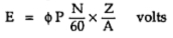 E = φ P N/60 × Z/A volts